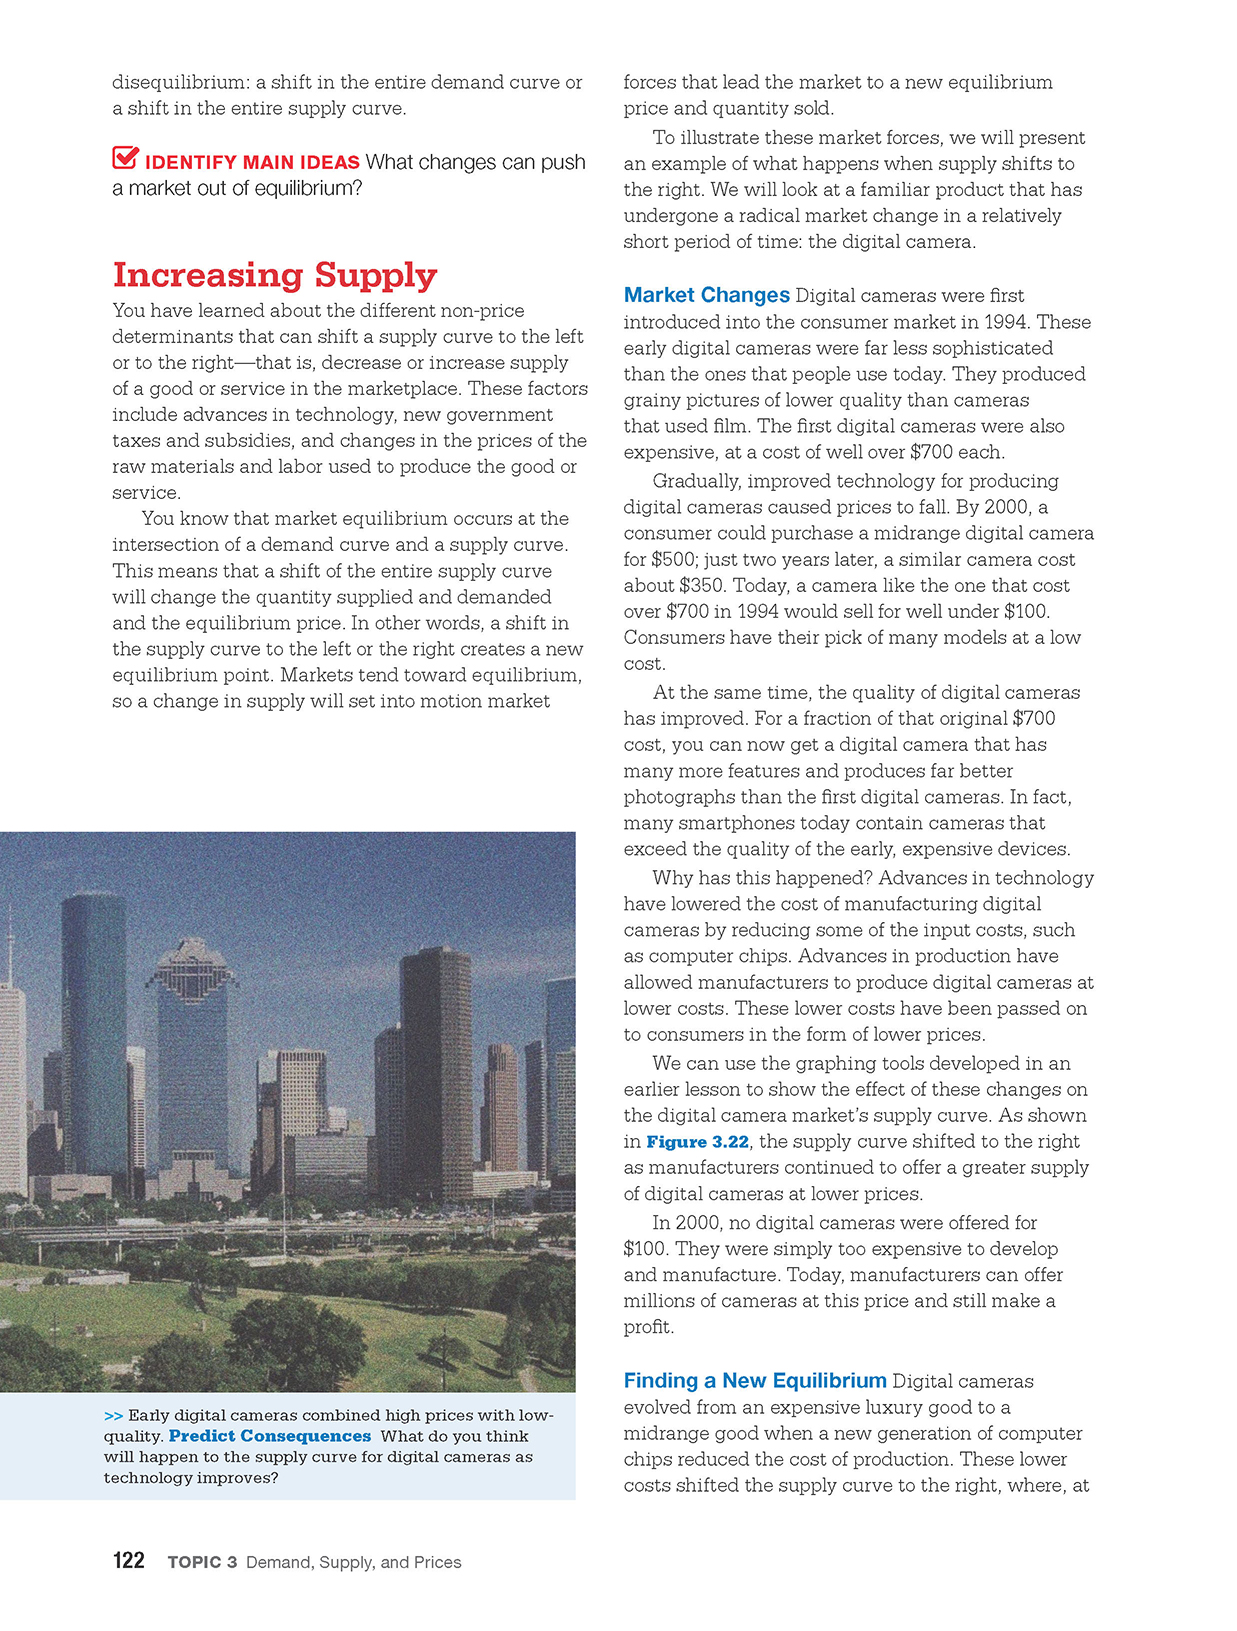 disequilibrium: a shift in the entire demand curve or
a shift in the entire supply curve.
IDENTIFY MAIN IDEAS What changes can push
a market out of equilibrium?
Increasing Supply
You have learned about the different non-price
determinants that can shift a supply curve to the left
or to the right—that is, decrease or increase supply
of a good or service in the marketplace. These factors
include advances in technology, new government
taxes and subsidies, and changes in the prices of the
raw materials and labor used to produce the good or
service.
You know that market equilibrium occurs at the
intersection of a demand curve and a supply curve.
This means that a shift of the entire supply curve
will change the quantity supplied and demanded
and the equilibrium price. In other words, a shift in
the supply curve to the left or the right creates a new
equilibrium point. Markets tend toward equilibrium,
so a change in supply will set into motion market
>> Early digital cameras combined high prices with low-
quality. Predict Consequences What do you think
will happen to the supply curve for digital cameras as
technology improves?
forces that lead the market to a new equilibrium
price and quantity sold.
To illustrate these market forces, we will present
an example of what happens when supply shifts to
the right. We will look at a familiar product that has
undergone a radical market change in a relatively
short period of time: the digital camera.
Market Changes Digital cameras were first
introduced into the consumer market in 1994. These
early digital cameras were far less sophisticated
than the ones that people use today. They produced
grainy pictures of lower quality than cameras
that used film. The first digital cameras were also
expensive, at a cost of well over $700 each.
Gradually, improved technology for producing
digital cameras caused prices to fall. By 2000, a
consumer could purchase a midrange digital camera
for $500; just two years later, a similar camera cost
about $350. Today, a camera like the one that cost
over $700 in 1994 would sell for well under $100.
Consumers have their pick of many models at a low
cost.
At the same time, the quality of digital cameras
has improved. For a fraction of that original $700
cost, you can now get a digital camera that has
many more features and produces far better
photographs than the first digital cameras. In fact,
many smartphones today contain cameras that
exceed the quality of the early, expensive devices.
Why has this happened? Advances in technology
have lowered the cost of manufacturing digital
cameras by reducing some of the input costs, such
as computer chips. Advances in production have
allowed manufacturers to produce digital cameras at
lower costs. These lower costs have been passed on
to consumers in the form of lower prices.
We can use the graphing tools developed in an
earlier lesson to show the effect of these changes on
the digital camera market's supply curve. As shown
in Figure 3.22, the supply curve shifted to the right
as manufacturers continued to offer a greater supply
of digital cameras at lower prices.
In 2000, no digital cameras were offered for
$100. They were simply too expensive to develop
and manufacture. Today, manufacturers can offer
millions of cameras at this price and still make a
profit.
Finding a New Equilibrium Digital cameras
evolved from an expensive luxury good to a
midrange good when a new generation of computer
chips reduced the cost of production. These lower
costs shifted the supply curve to the right, where, at
122 TOPIC 3 Demand, Supply, and Prices